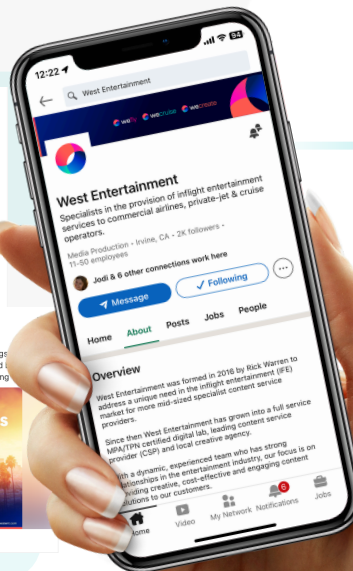 12:22
94
West Entertainment
wefly wecruise wecreate
West Entertainment
Specialists in the provision of inflight entertainment
services to commercial airlines, private-jet & cruise
operators.
Media Production • Irvine, CA • 2K followers •
11-50 employees
Jodi & 6 other connections work here
Message
Following
Home About Posts Jobs People
Overview
West Entertainment was formed in 2016 by Rick Warren to
address a unique need in the inflight entertainment (IFE)
market for more mid-sized specialist content service
providers.
Since then West Entertainment has grown into a full service
MPA/TPN certified digital lab, leading content service
provider (CSP) and local creative agency.
With a dynamic, experienced team who has strong
relationships in the entertainment industry, our focus is on
providing creative, cost-effective and engaging content
solutions to our customers.
6
Home Video My Network Notifications Jobs